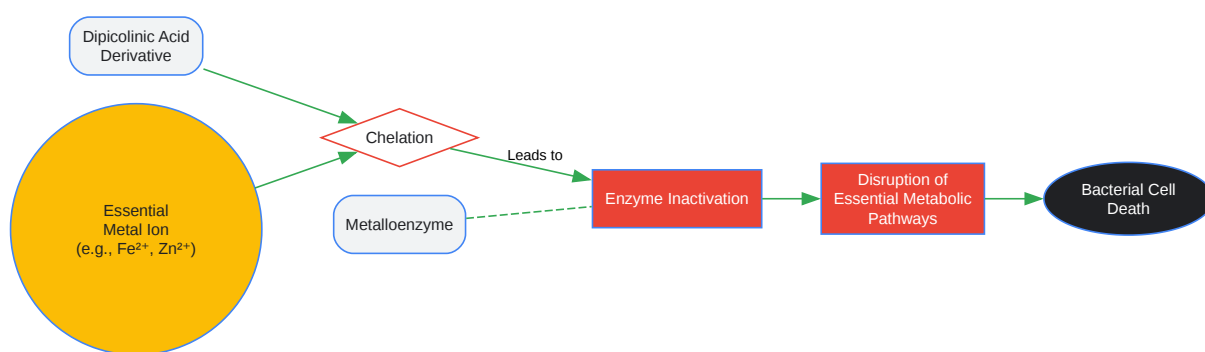 Dipicolinic Acid
Derivative
Essential
Metal Ion
(e.g., Fe²⁺, Zn²⁺)
Chelation
Leads to
Metalloenzyme
Enzyme Inactivation
Disruption of
Essential Metabolic
Pathways
Bacterial Cell
Death